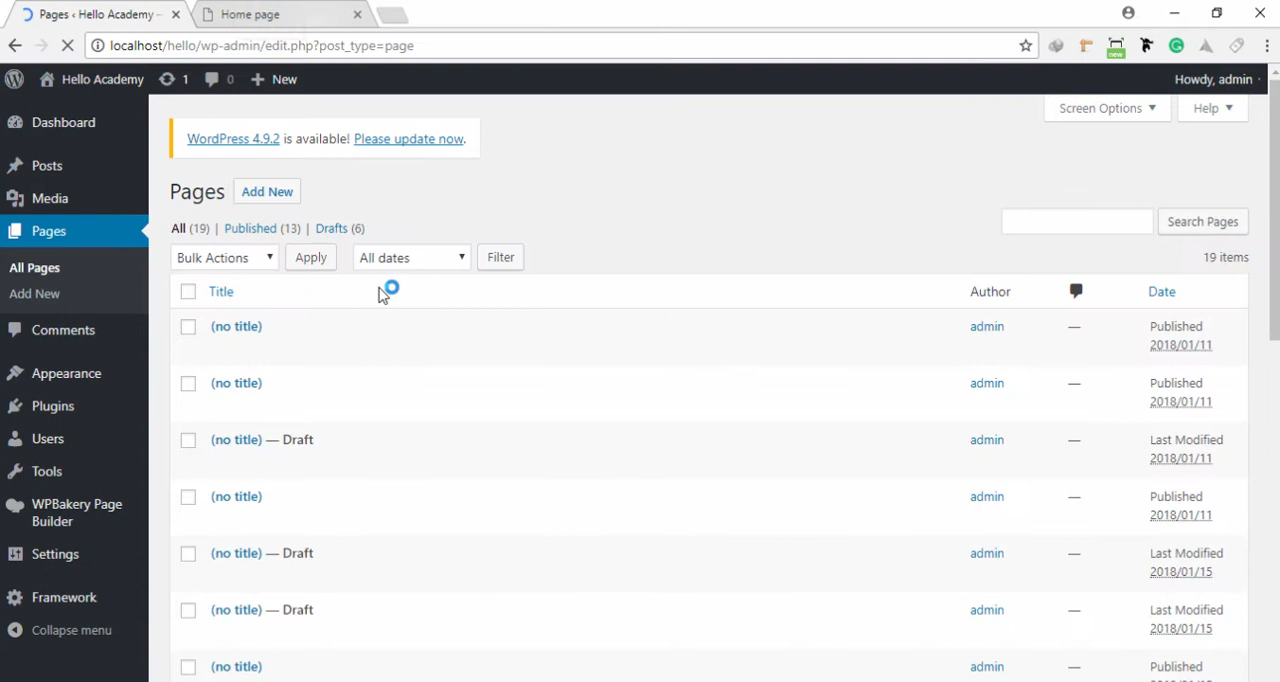 Pages ‹ Hello Academy —
Home page
localhost/hello/wp-admin/edit.php?post_type=page
new
Hello Academy 1 0 New
Howdy, admin
Dashboard
Posts
Media
Pages
All Pages
Add New
Comments
Appearance
Plugins
Users
Tools
WPBakery Page
Builder
Settings
Framework
Collapse menu
Screen Options
Help
WordPress 4.9.2 is available! Please update now.
Pages Add New
All (19) | Published (13) | Drafts (6)
Search Pages
Bulk Actions Apply All dates Filter 19 items
Title Author Date
(no title) admin — Published
2018/01/11
(no title) admin — Published
2018/01/11
(no title) — Draft admin — Last Modified
2018/01/11
(no title) admin — Published
2018/01/11
(no title) — Draft admin — Last Modified
2018/01/15
(no title) — Draft admin — Last Modified
2018/01/15
(no title) admin — Published